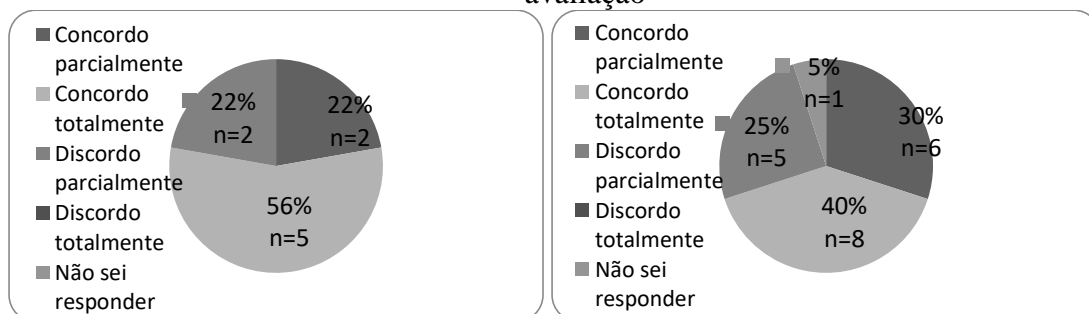 avaliação
Concordo
parcialmente
Concordo
totalmente
Discordo
parcialmente
Discordo
totalmente
Não sei
responder
22%
n=2
22%
n=2
56%
n=5
Concordo
parcialmente
Concordo
totalmente
Discordo
parcialmente
Discordo
totalmente
Não sei
responder
5%
n=1
30%
n=6
25%
n=5
40%
n=8